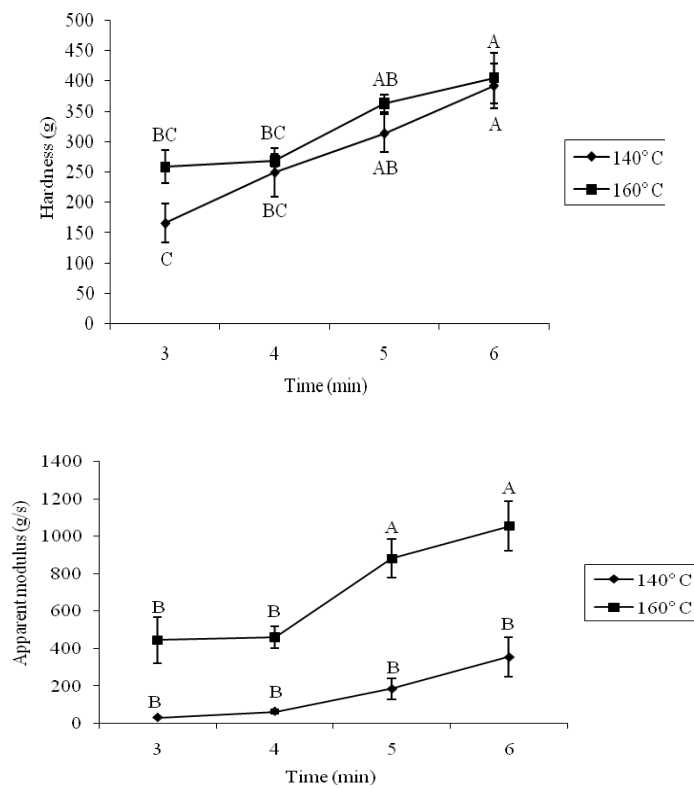 500
450
400
350
300
250
200
150
100
50
0
Hardness (g)
BC
C
BC
BC
AB
AB
A
A
3 4 5 6
Time (min)
140° C
160° C
1400
1200
1000
800
600
400
200
0
Apparent modulus (g/s)
B
B
B
B
A
B
A
B
3 4 5 6
Time (min)
140° C
160° C